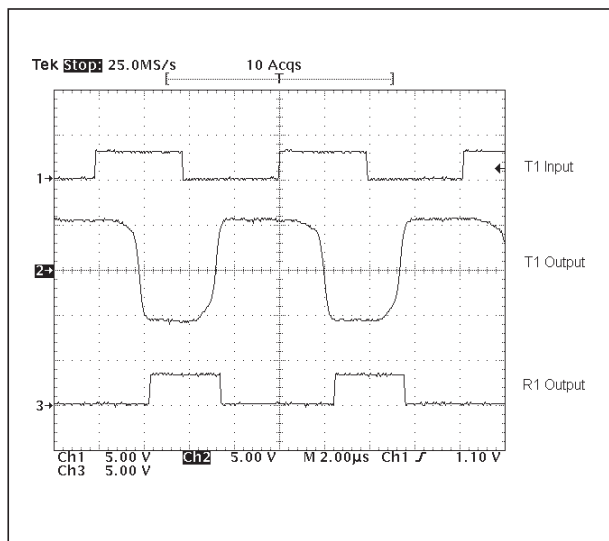 Tek Stop: 25.0MS/s 10 Acqs
[ T ]
1→
T1 Input
2→
T1 Output
3→
R1 Output
Ch1 5.00 V Ch2 5.00 V M 2.00µs Ch1 ƒ 1.10 V
Ch3 5.00 V